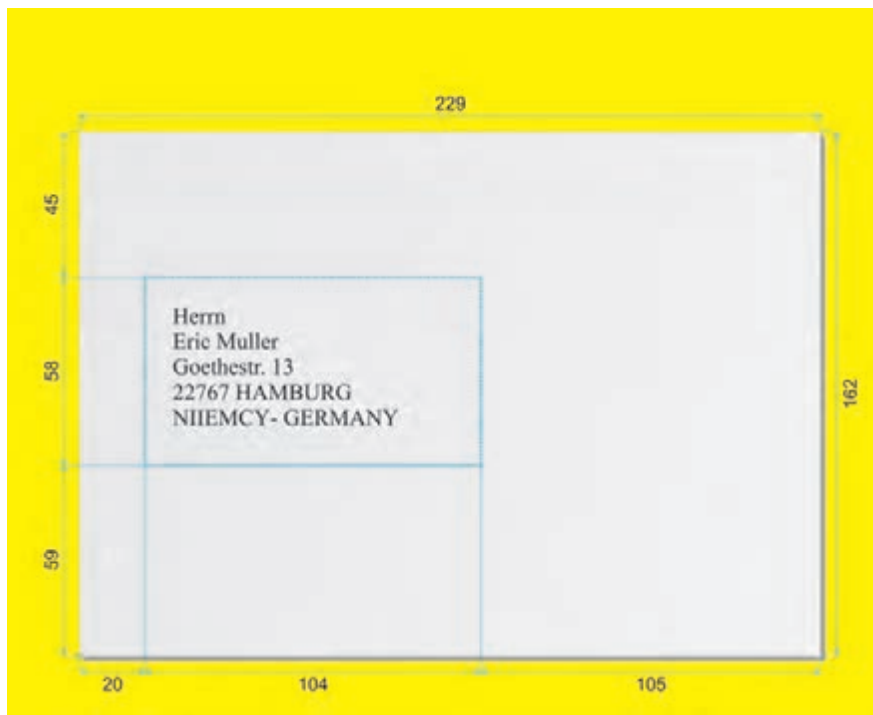 229
45
Herrn
Eric Muller
Goethestr. 13
22767 HAMBURG
NIIEMCY- GERMANY
58
162
59
20 104 105